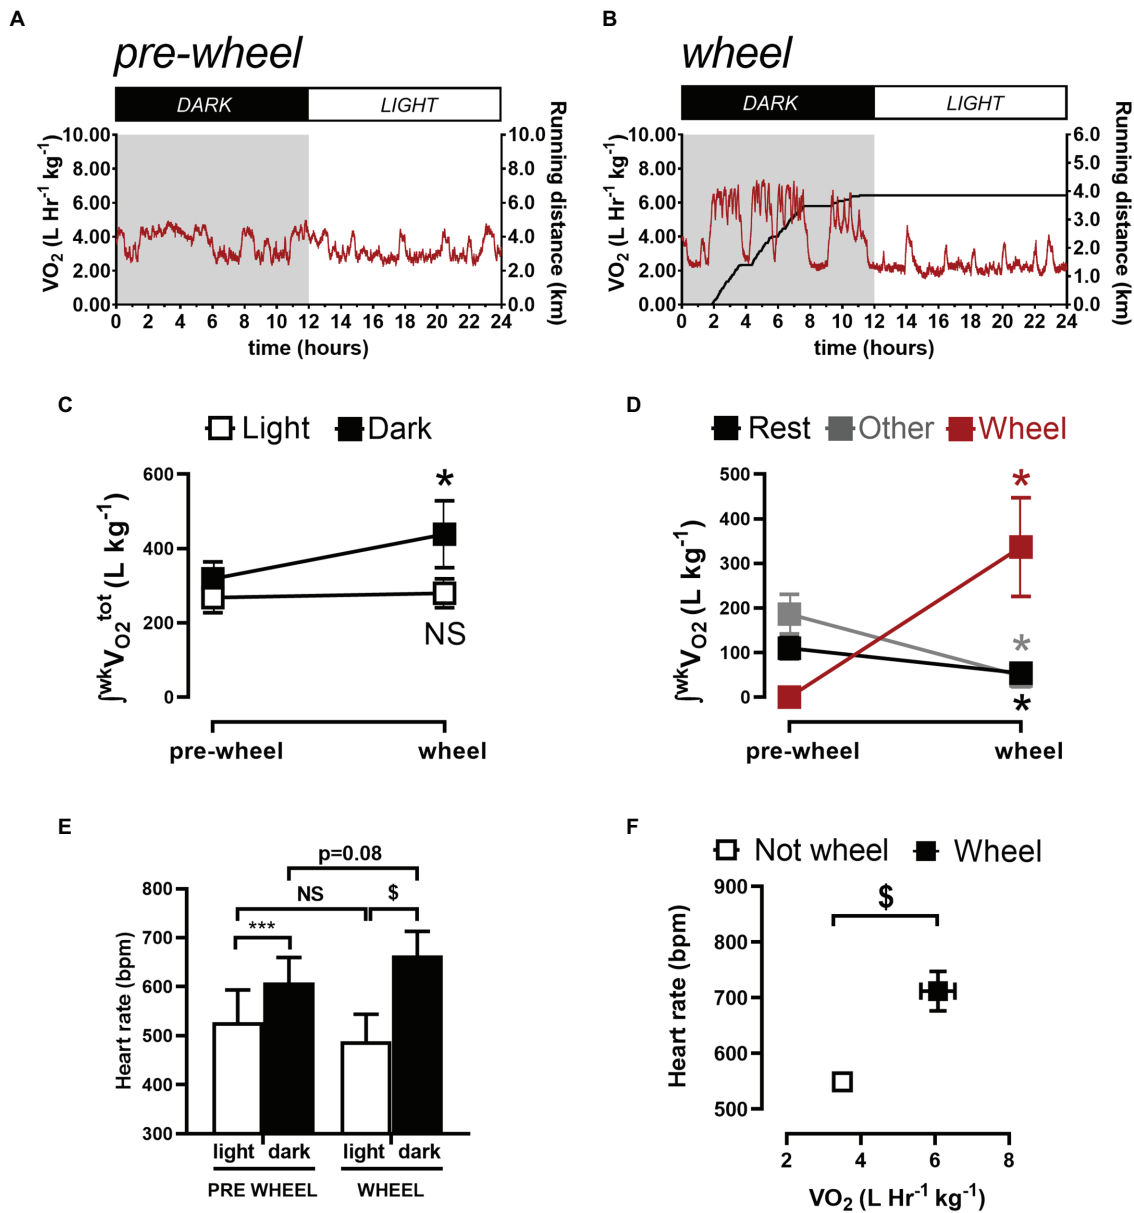 A
pre-wheel
DARK LIGHT
VO2 (L Hr-1 kg-1)
10.00
8.00
6.00
4.00
2.00
0.00
10.0
8.0
6.0
4.0
2.0
0.0
Running distance (km)
0 2 4 6 8 10 12 14 16 18 20 22 24
time (hours)
B
wheel
DARK LIGHT
VO2 (L Hr-1 kg-1)
10.00
8.00
6.00
4.00
2.00
0.00
6.0
5.0
4.0
3.0
2.0
1.0
0.0
Running distance (km)
0 2 4 6 8 10 12 14 16 18 20 22 24
time (hours)
C
Light Dark
∫wkVO2tot (L kg-1)
600
400
200
0
*
NS
pre-wheel wheel
D
Rest Other Wheel
∫wkVO2 (L kg-1)
500
400
300
200
100
0
*
*
*
pre-wheel wheel
E
Heart rate (bpm)
800
700
600
500
400
300
p=0.08
NS $
***
light dark light dark
PRE WHEEL WHEEL
F
Not wheel Wheel
Heart rate (bpm)
900
800
700
600
500
$
2 4 6 8
VO2 (L Hr-1 kg-1)